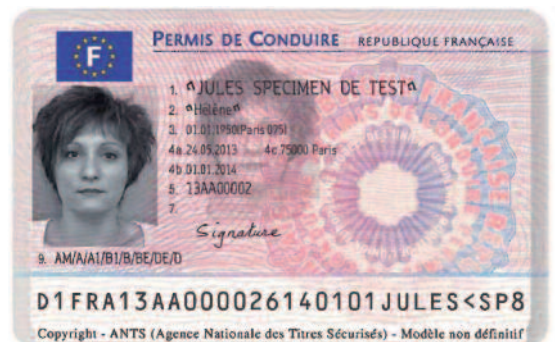 PERMIS DE CONDUIRE RÉPUBLIQUE FRANÇAISE
F
1. "JULES SPECIMEN DE TEST"
2. "Hélène"
3. 01.01.1950(Paris 075)
4a 24.05.2013 4c 75000 Paris
4b 01.01.2014
5. 13AA00002
7.
Signature
9. AM/A/A1/B1/B/BE/DE/D
D1FRA13AA000026140101JULES<SP8
Copyright - ANTS (Agence Nationale des Titres Sécurisés) - Modèle non définitif